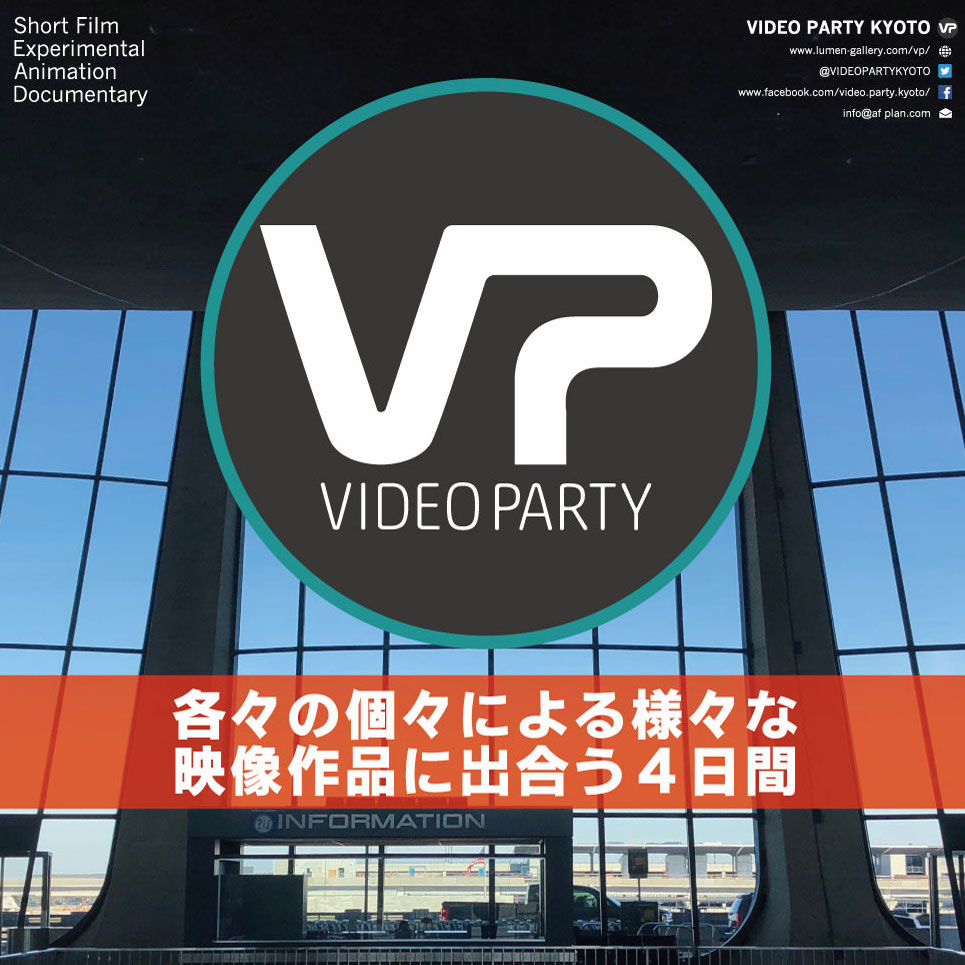 Short Film
Experimental
Animation
Documentary
VIDEO PARTY KYOTO VP
www.lumen-gallery.com/vp/
@VIDEOPARTYKYOTO
www.facebook.com/video.party.kyoto/
info@af plan.com
VP
VIDEO PARTY
各々の個々による様々な
映像作品に出合う４日間
INFORMATION